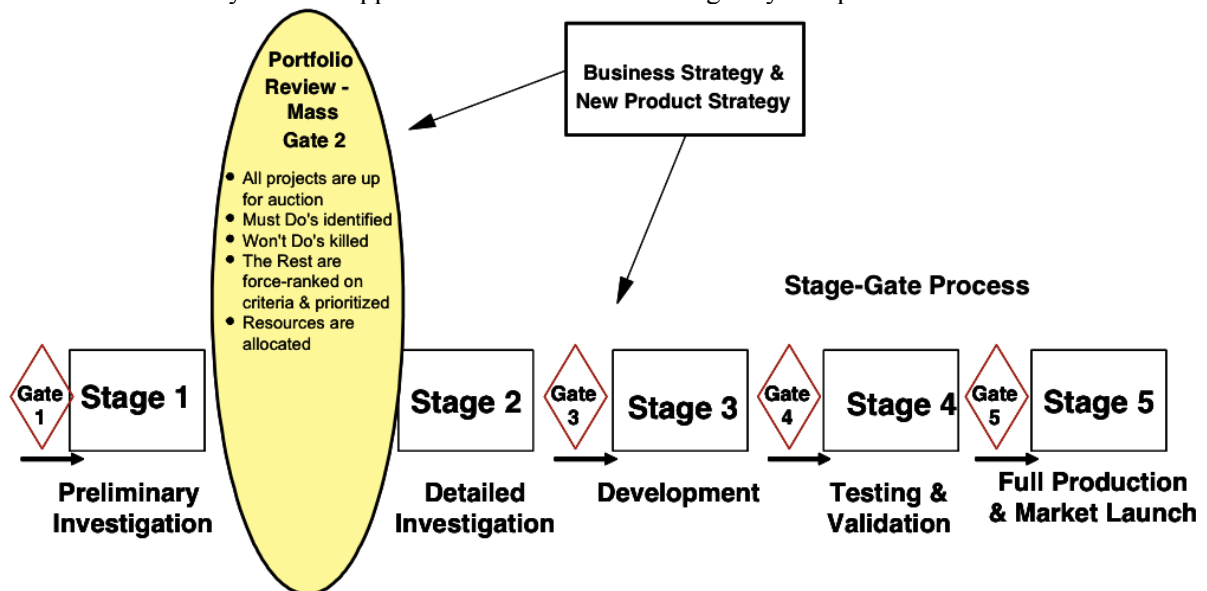 Portfolio
Review -
Mass
Gate 2
• All projects are up
for auction
• Must Do's identified
• Won't Do's killed
• The Rest are
force-ranked on
criteria & prioritized
• Resources are
allocated
Business Strategy &
New Product Strategy
Stage-Gate Process
Gate
1
Stage 1
Stage 2
Gate
3
Stage 3
Gate
4
Stage 4
Gate
5
Stage 5
Preliminary
Investigation
Detailed
Investigation
Development
Testing &
Validation
Full Production
& Market Launch